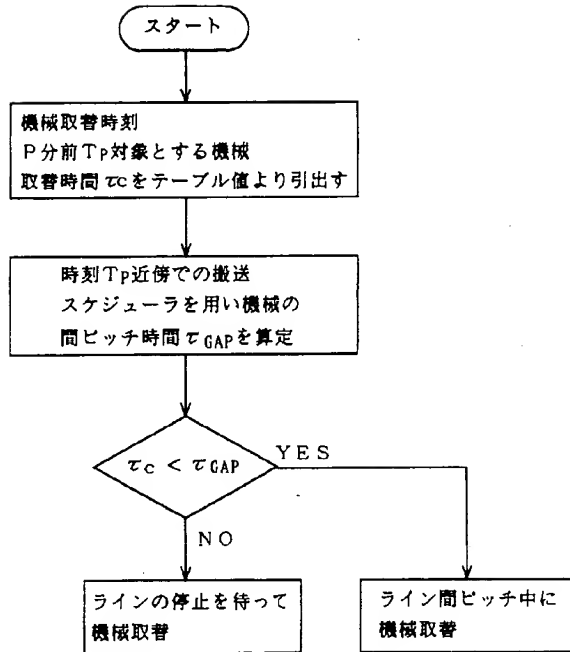 スタート
機械取替時刻
P分前Tp対象とする機械
取替時間τcをテーブル値より引出す
時刻Tp近傍での搬送
スケジューラを用い機械の
間ピッチ時間τGAPを算定
τc < τGAP
YES
NO
ラインの停止を待って
機械取替
ライン間ピッチ中に
機械取替